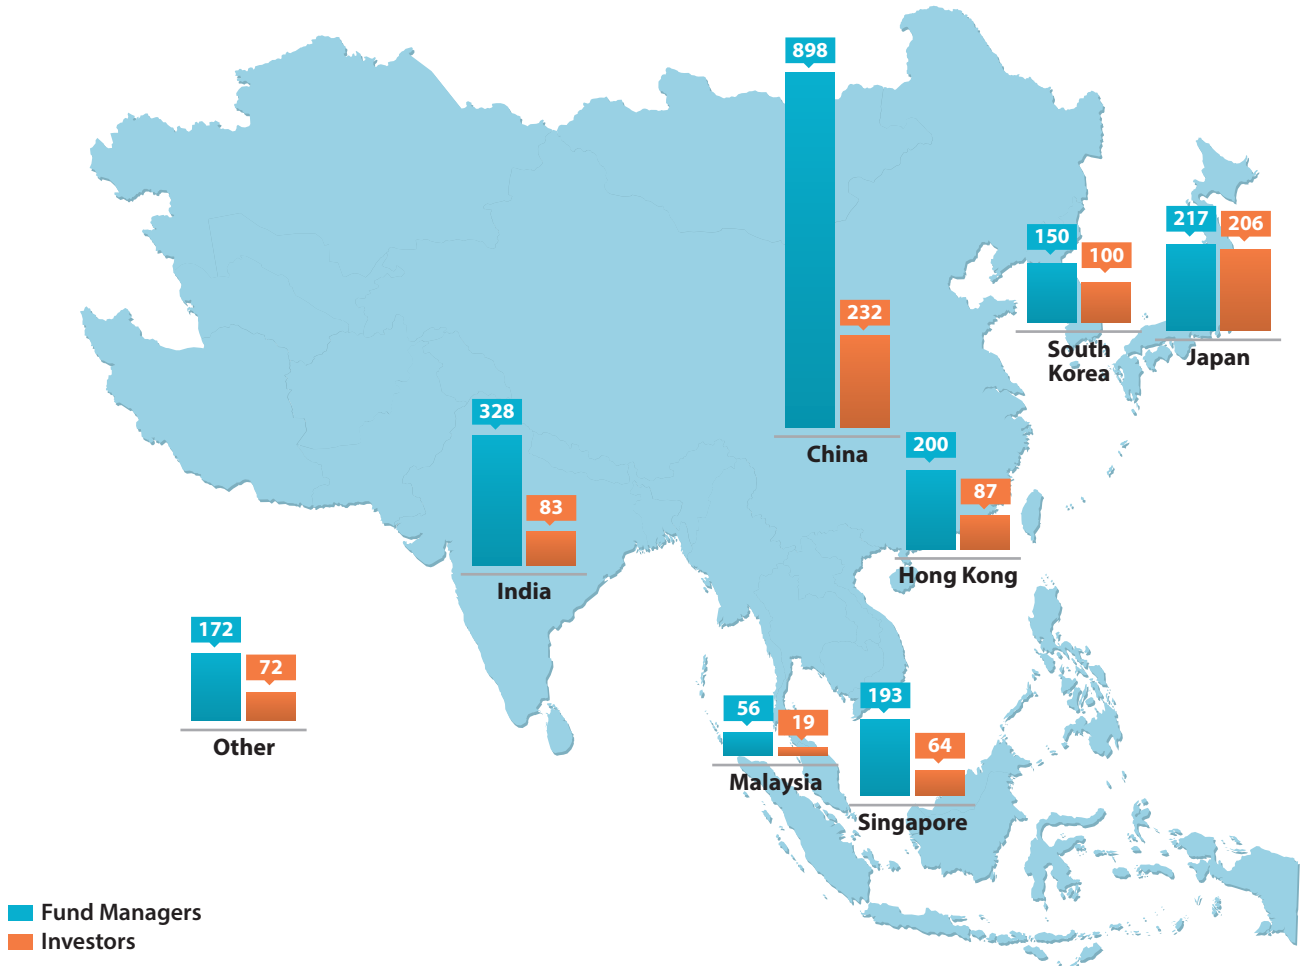 898
232
China
150
100
South
Korea
217
206
Japan
328
83
India
200
87
Hong Kong
172
72
Other
56
19
Malaysia
193
64
Singapore
Fund Managers
Investors